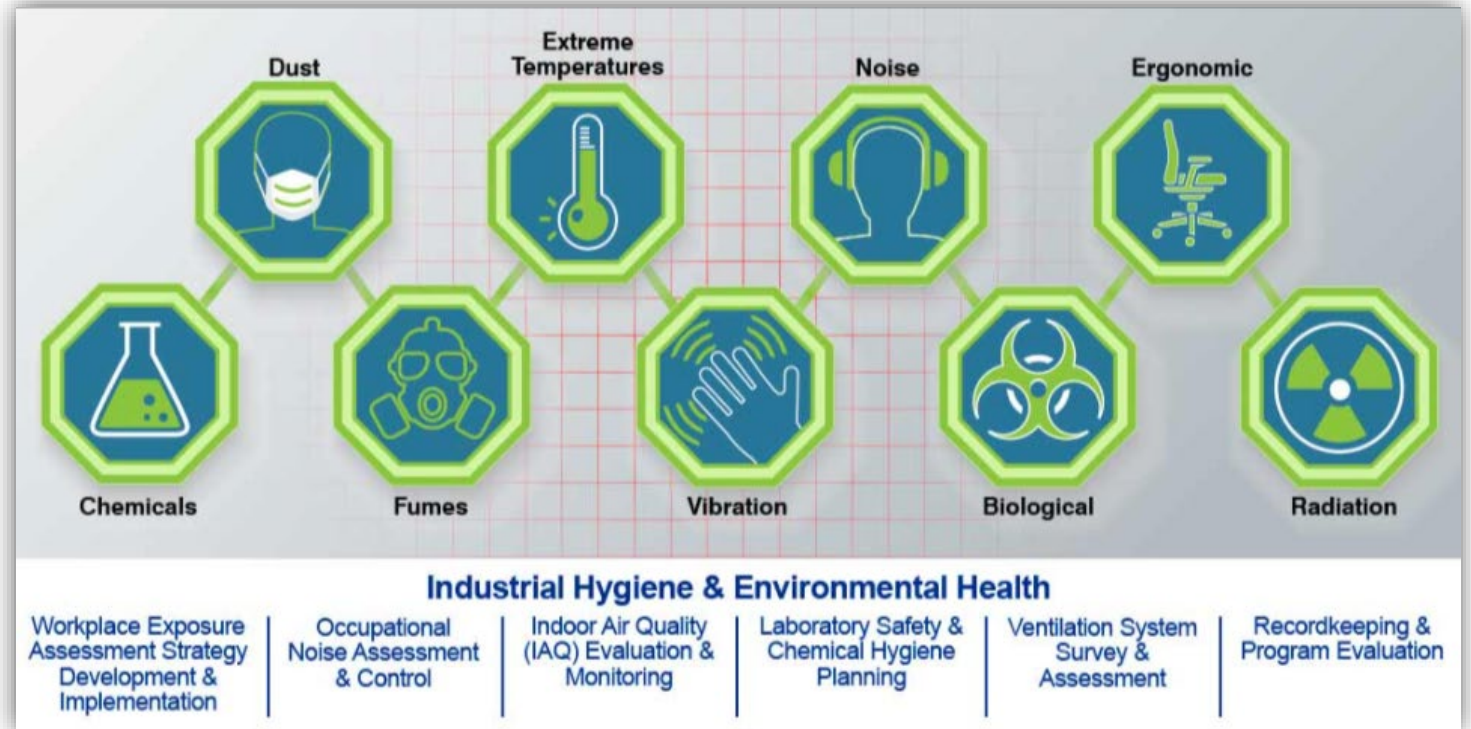 Dust
Extreme
Temperatures
Noise
Ergonomic
Chemicals
Fumes
Vibration
Biological
Radiation
Industrial Hygiene & Environmental Health
Workplace Exposure
Assessment Strategy
Development &
Implementation
Occupational
Noise Assessment
& Control
Indoor Air Quality
(IAQ) Evaluation &
Monitoring
Laboratory Safety &
Chemical Hygiene
Planning
Ventilation System
Survey &
Assessment
Recordkeeping &
Program Evaluation